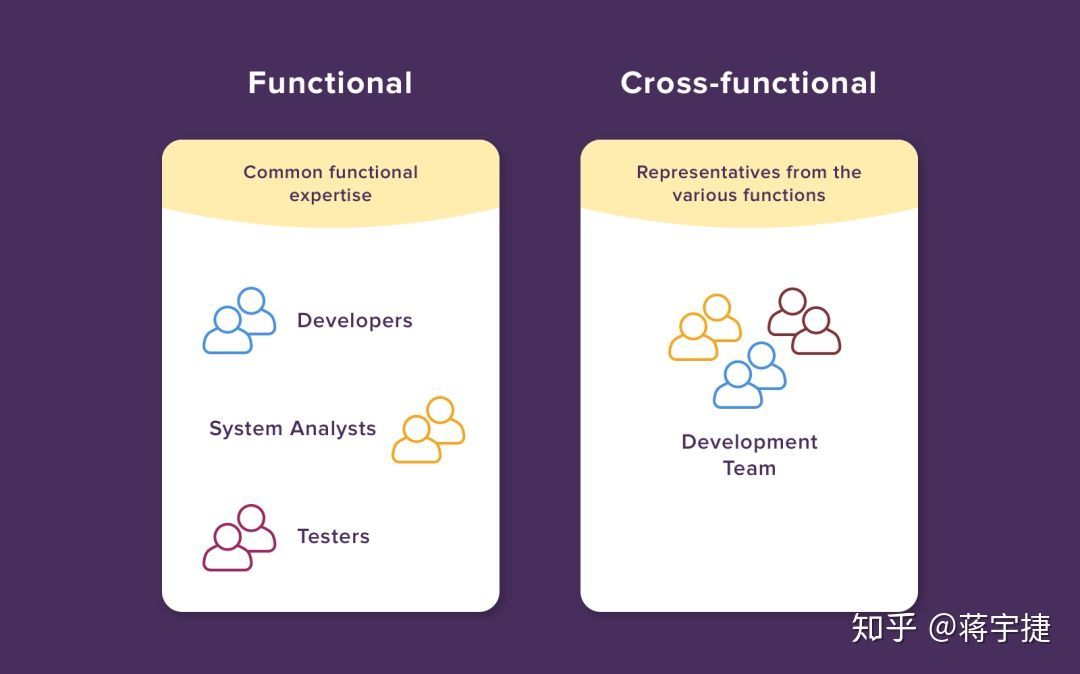 Functional
Common functional
expertise
Developers
System Analysts
Testers
Cross-functional
Representatives from the
various functions
Development
Team
知乎 @蒋宇捷